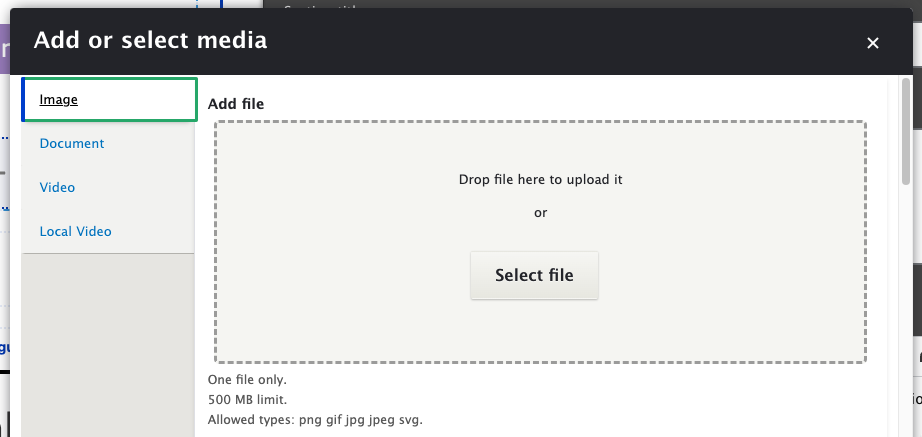 Add or select media
×
Image
Document
Video
Local Video
Add file
Drop file here to upload it
or
Select file
One file only.
500 MB limit.
Allowed types: png gif jpg jpeg svg.